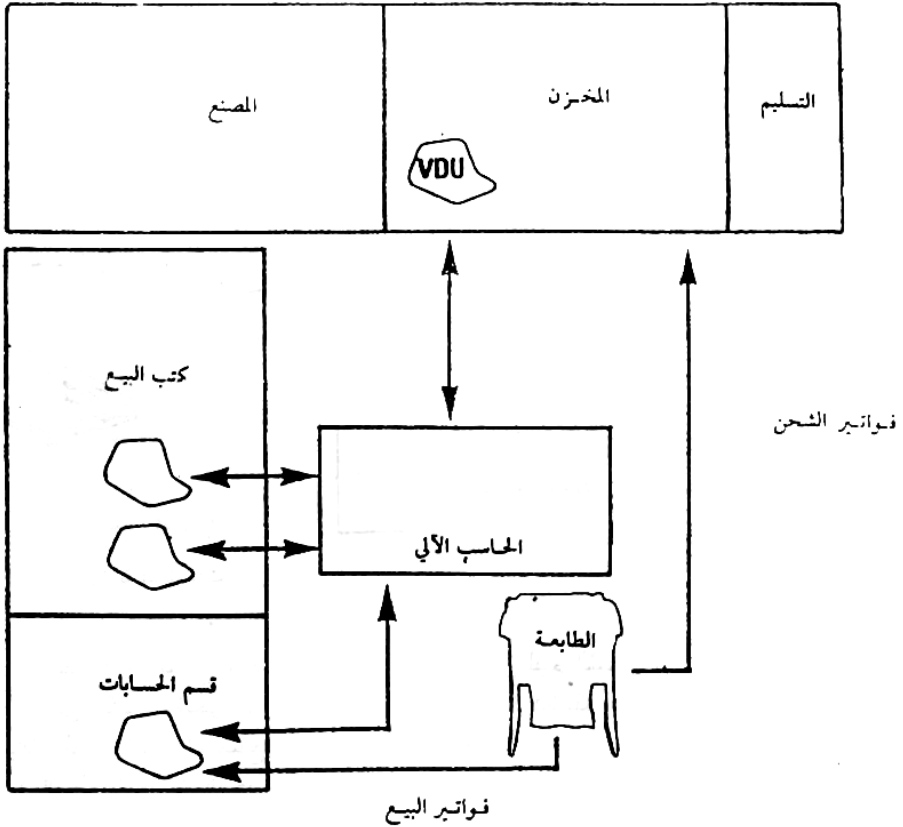 التسليم
المخزن
المصنع
VDU
كتب البيع
فواتير الشحن
الحاسب الآلي
الطابعة
قسم الحسابات
فواتير البيع